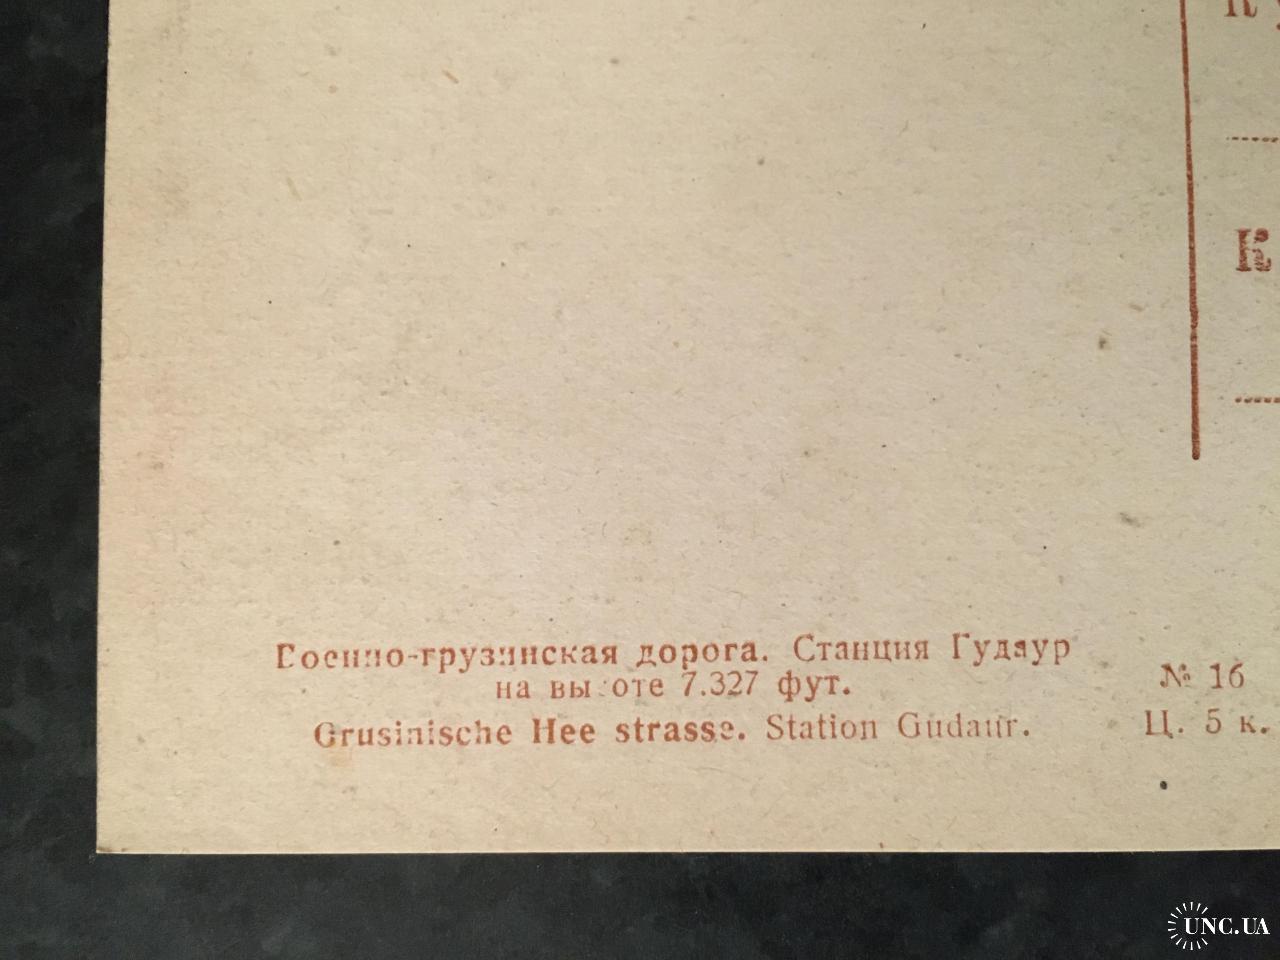 К
К
Военно-грузинская дорога. Станция Гудаур
на высоте 7.327 фут.
Grusinische Hee strasse. Station Gudaur.
№ 16
Ц. 5 к.
UNC.UA